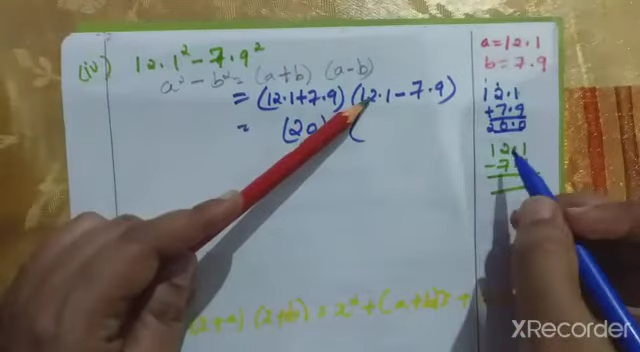 (iv) 12.1² - 7.9²
a² - b² = (a+b) (a-b)
= (12.1+7.9) (12.1-7.9)
= (20) (
a=12.1
b=7.9
12.1
+7.9
20.0
12.1
-7
(x+b) = x² + (a+b)x +
XRecorder